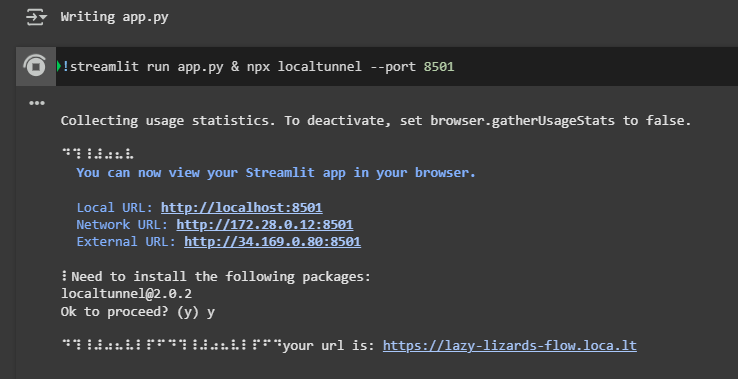 Writing app.py
!streamlit run app.py & npx localtunnel --port 8501
Collecting usage statistics. To deactivate, set browser.gatherUsageStats to false.
⠙⠹⠸⠼⠴⠦⠧
You can now view your Streamlit app in your browser.
Local URL: http://localhost:8501
Network URL: http://172.28.0.12:8501
External URL: http://34.169.0.80:8501
⠇Need to install the following packages:
localtunnel@2.0.2
Ok to proceed? (y) y
⠙⠹⠸⠼⠴⠦⠧⠇⠏⠋⠙⠹⠸⠼⠴⠦⠧⠇⠏⠋⠙your url is: https://lazy-lizards-flow.loca.lt